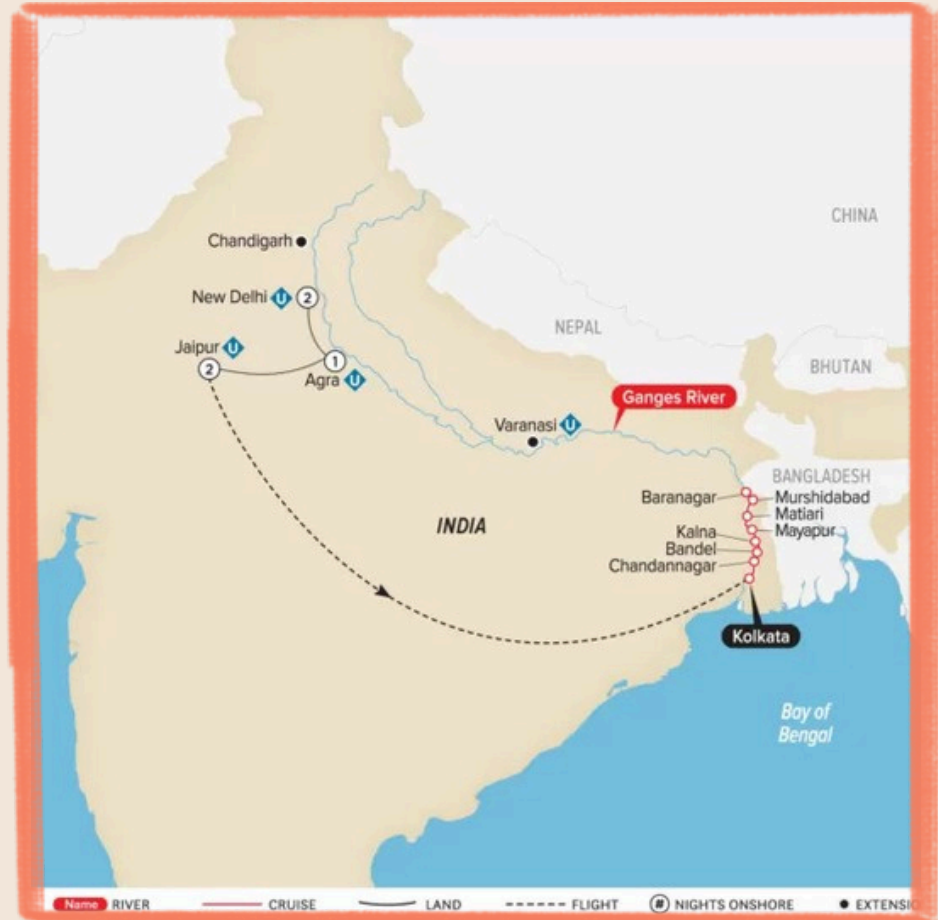 CHINA
Chandigarh
New Delhi U 2
NEPAL
Jaipur U
2
1
Agra U
BHUTAN
Ganges River
Varanasi U
BANGLADESH
Baranagar
Murshidabad
Matiari
INDIA
Mayapur
Kalna
Bandel
Chandannagar
Kolkata
Bay of
Bengal
Name RIVER CRUISE LAND FLIGHT # NIGHTS ONSHORE EXTENSIO